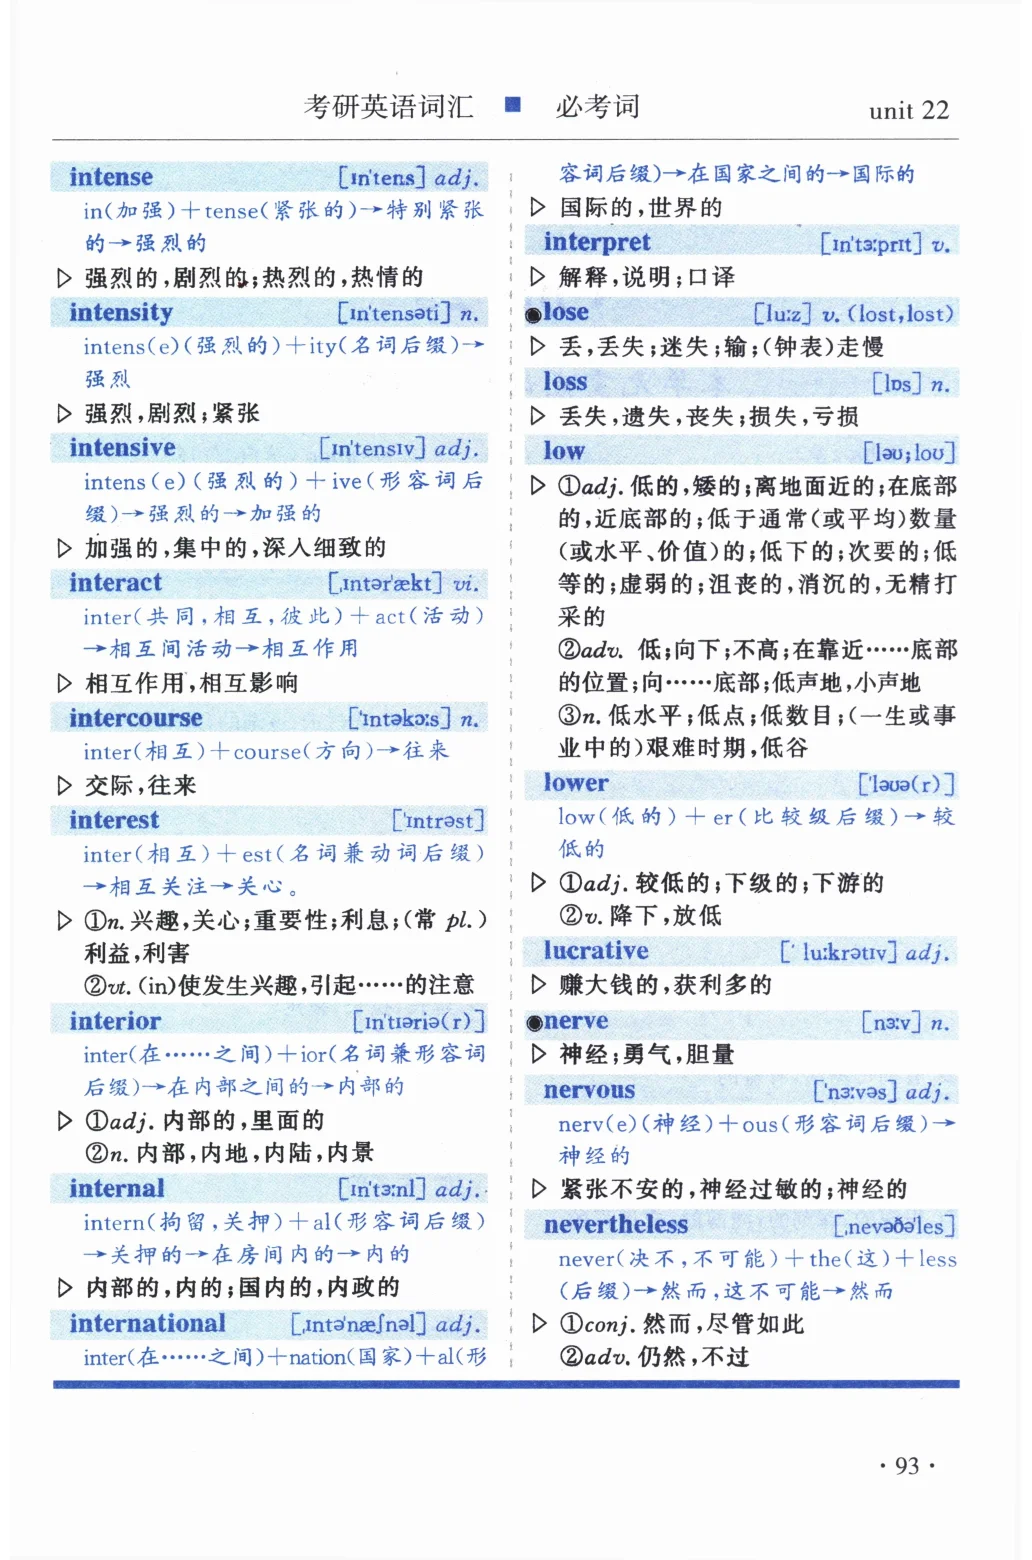 考研英语词汇 ■ 必考词 unit 22
intense [ɪn'tens] adj.
in(加强)+tense(紧张的)→特别紧张
的→强烈的
▷ 强烈的,剧烈的;热烈的,热情的
intensity [ɪn'tensəti] n.
intens(e)(强烈的)+ity(名词后缀)→
强烈
▷ 强烈,剧烈;紧张
intensive [ɪn'tensɪv] adj.
intens(e)(强烈的)+ive(形容词后
缀)→强烈的→加强的
▷ 加强的,集中的,深入细致的
interact [ˌɪntər'ækt] vi.
inter(共同,相互,彼此)+act(活动)
→相互间活动→相互作用
▷ 相互作用,相互影响
intercourse ['ɪntəkɔːs] n.
inter(相互)+course(方向)→往来
▷ 交际,往来
interest ['ɪntrəst]
inter(相互)+est(名词兼动词后缀)
→相互关注→关心。
▷ ①n.兴趣,关心;重要性;利息;(常 pl.)
利益,利害
②vt. (in)使发生兴趣,引起……的注意
interior [ɪn'tɪəriə(r)]
inter(在……之间)+ior(名词兼形容词
后缀)→在内部之间的→内部的
▷ ①adj. 内部的,里面的
②n. 内部,内地,内陆,内景
internal [ɪn'tɜːnl] adj.
intern(拘留,关押)+al(形容词后缀)
→关押的→在房间内的→内的
▷ 内部的,内的;国内的,内政的
international [ˌɪntə'næʃnəl] adj.
inter(在……之间)+nation(国家)+al(形
容词后缀)→在国家之间的→国际的
▷ 国际的,世界的
interpret [ɪn'tɜːprɪt] v.
▷ 解释,说明;口译
◉lose [luːz] v. (lost,lost)
▷ 丢,丢失;迷失;输;(钟表)走慢
loss [lɒs] n.
▷ 丢失,遗失,丧失;损失,亏损
low [ləʊ;loʊ]
▷ ①adj. 低的,矮的;离地面近的;在底部
的,近底部的;低于通常(或平均)数量
(或水平、价值)的;低下的;次要的;低
等的;虚弱的;沮丧的,消沉的,无精打
采的
②adv. 低;向下;不高;在靠近……底部
的位置;向……底部;低声地,小声地
③n. 低水平;低点;低数目;(一生或事
业中的)艰难时期,低谷
lower ['ləʊə(r)]
low(低的)+er(比较级后缀)→较
低的
▷ ①adj. 较低的;下级的;下游的
②v. 降下,放低
lucrative [' luːkrətɪv] adj.
▷ 赚大钱的,获利多的
◉nerve [nɜːv] n.
▷ 神经;勇气,胆量
nervous ['nɜːvəs] adj.
nerv(e)(神经)+ous(形容词后缀)→
神经的
▷ 紧张不安的,神经过敏的;神经的
nevertheless [ˌnevəðə'les]
never(决不,不可能)+the(这)+less
(后缀)→然而,这不可能→然而
▷ ①conj. 然而,尽管如此
②adv. 仍然,不过
· 93 ·